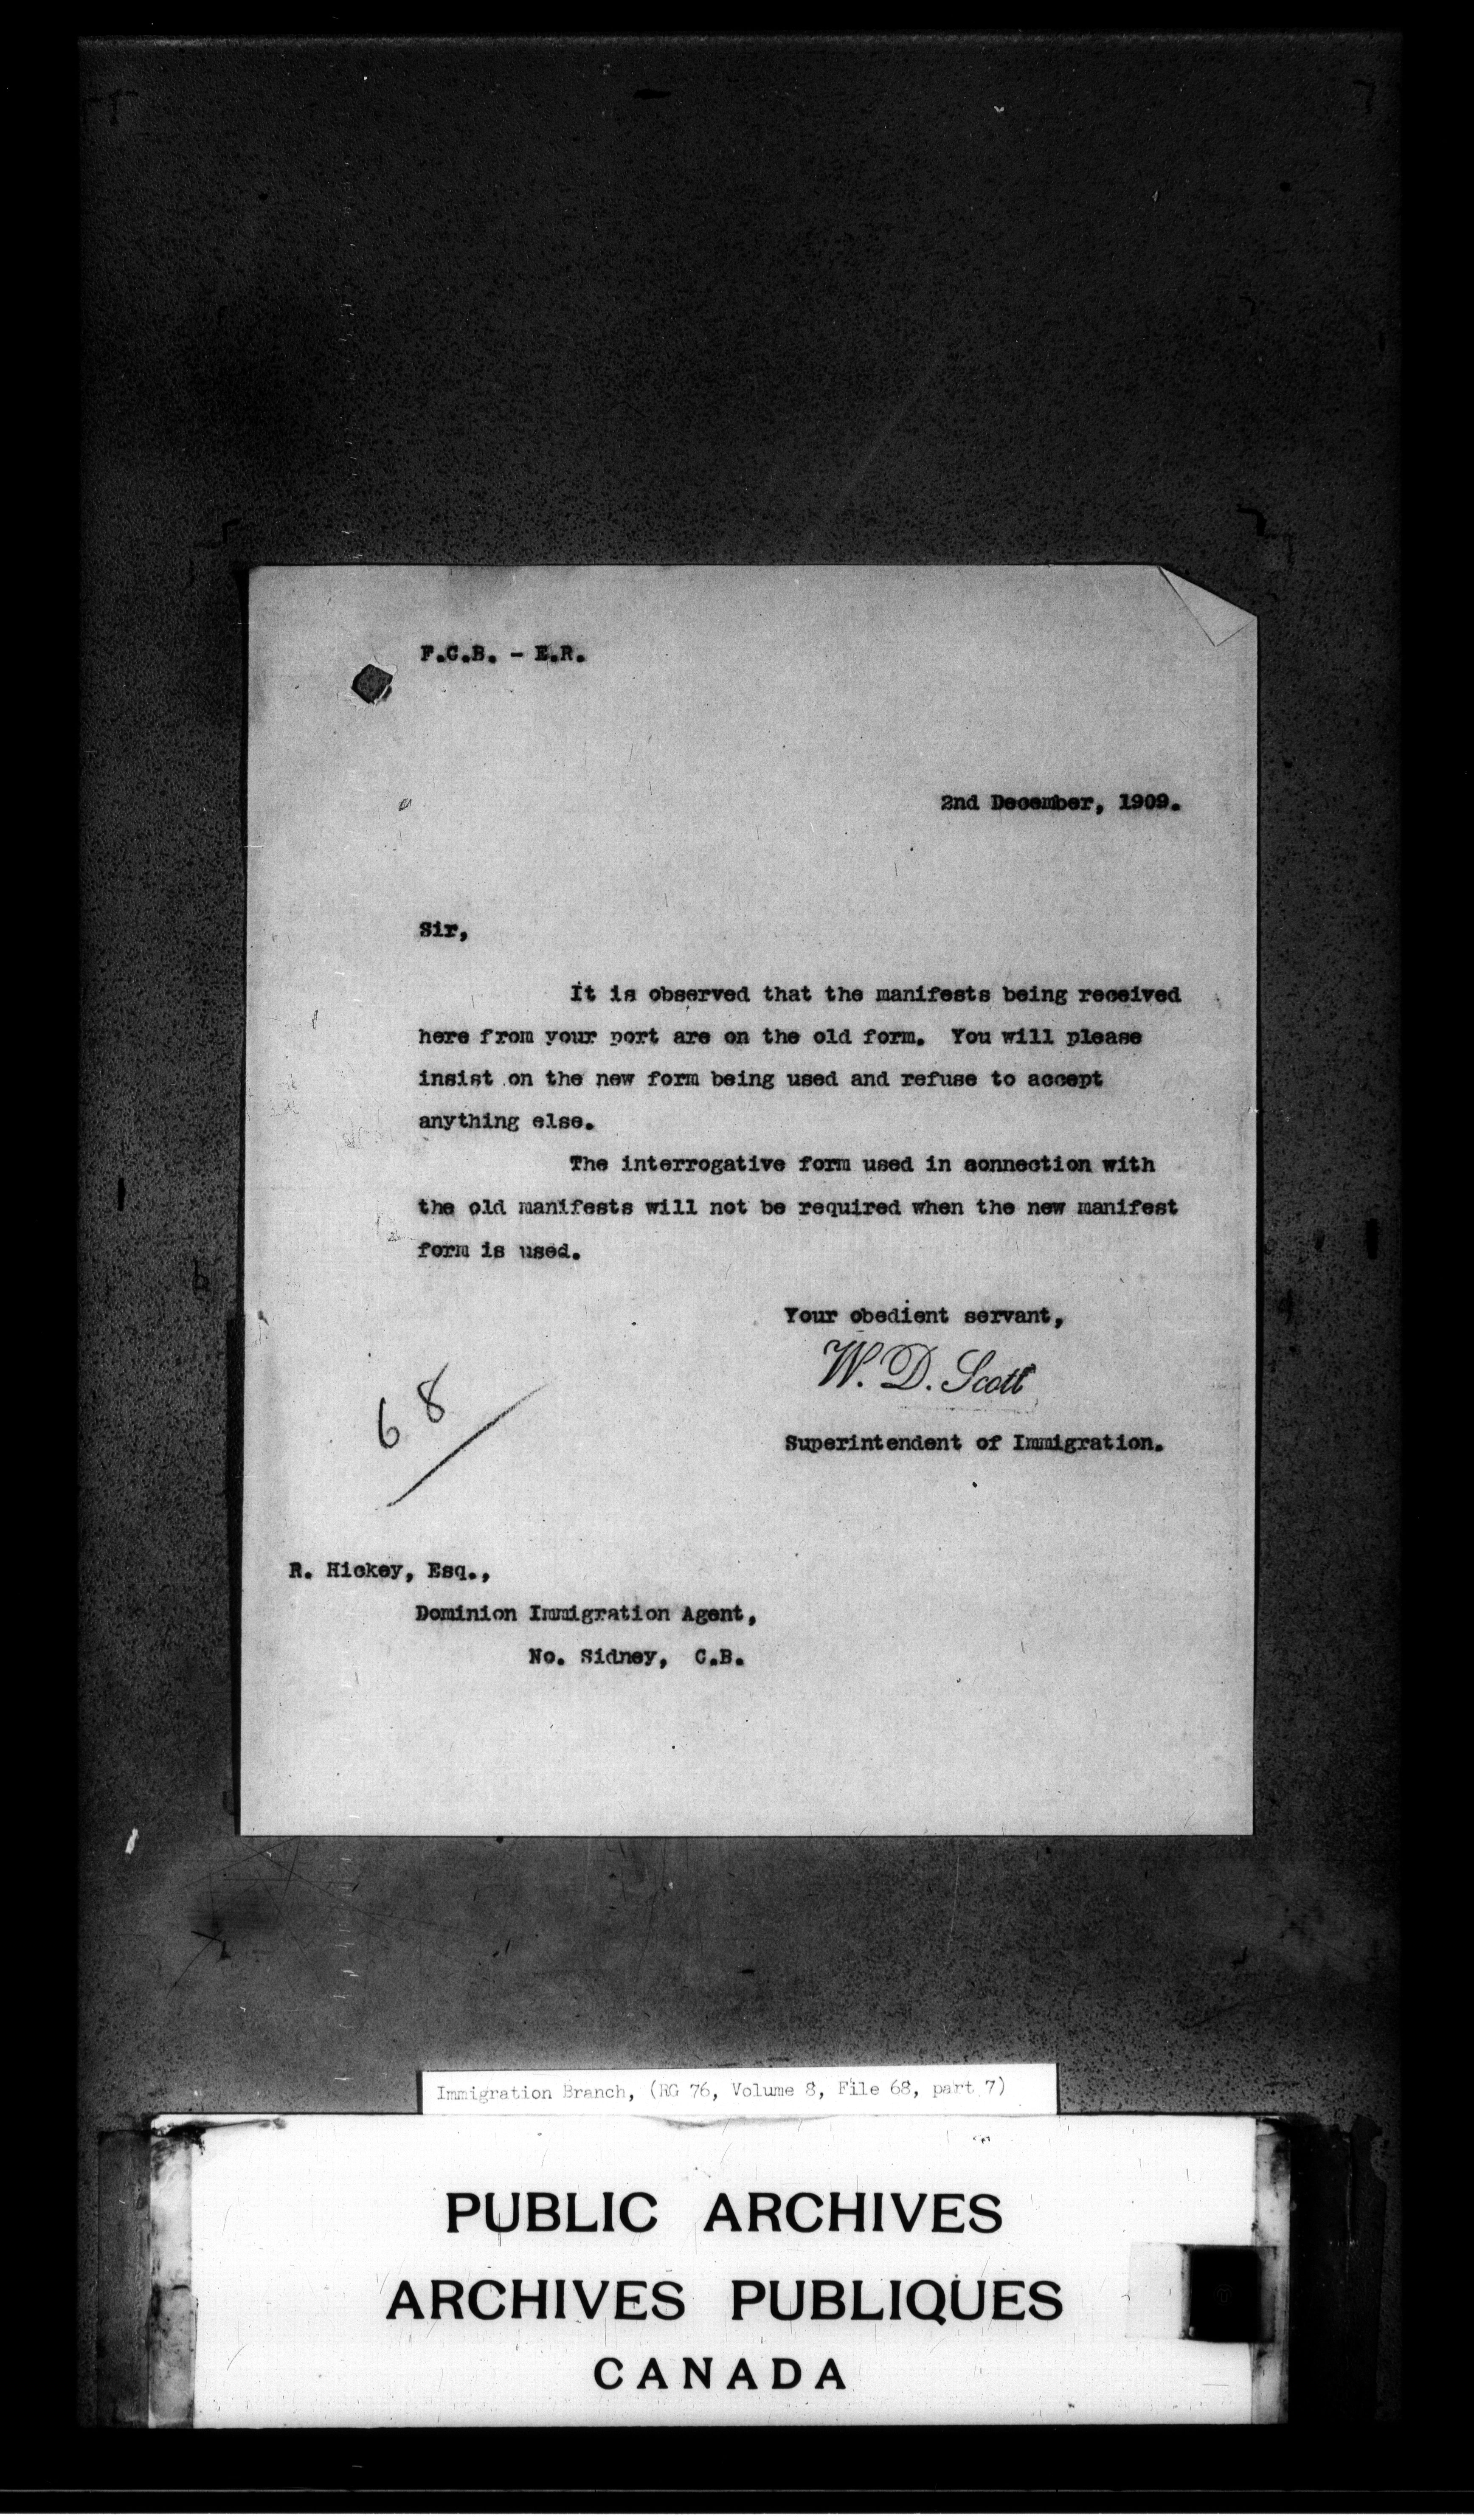 F.C.B. - E.R.
2nd December, 1909.
Sir,
It is observed that the manifests being received
here from your port are on the old form. You will please
insist on the new form being used and refuse to accept
anything else.
The interrogative form used in aonnection with
the old manifests will not be required when the new manifest
form is used.
Your obedient servant,
W. D. Scott
Superintendent of Immigration.
68
R. Hickey, Esq.,
Dominion Immigration Agent,
No. Sidney, C.B.
Immigration Branch, (RG 76, Volume 8, File 68, part 7)
PUBLIC ARCHIVES
ARCHIVES PUBLIQUES
CANADA